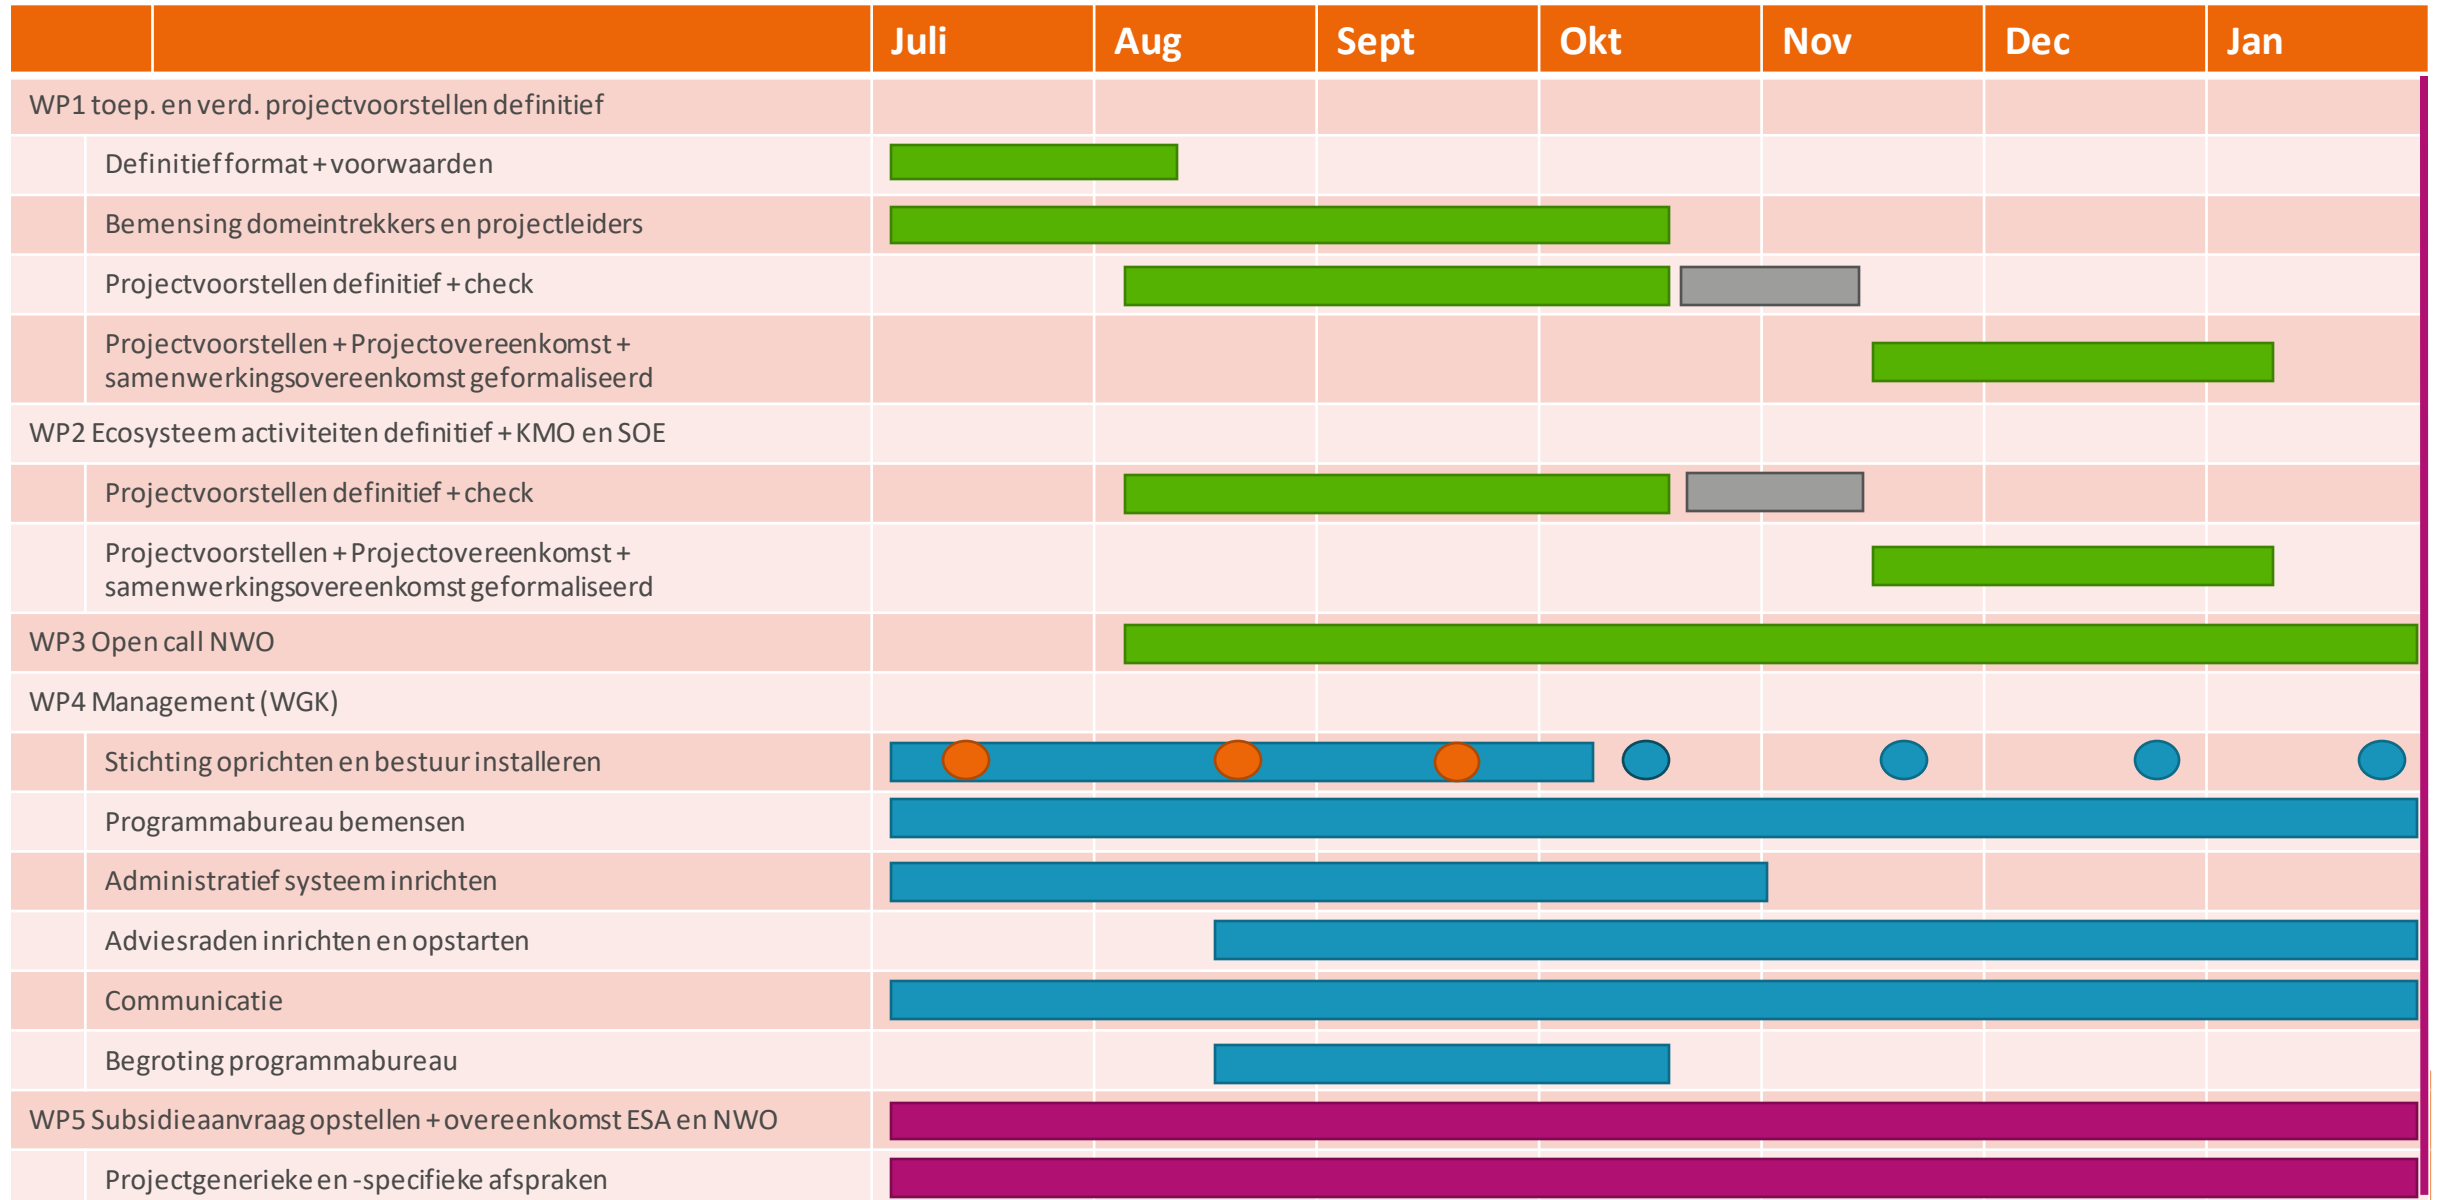 Juli Aug Sept Okt Nov Dec Jan
WP1 toep. en verd. projectvoorstellen definitief
Definitief format + voorwaarden
Bemensing domeintrekkers en projectleiders
Projectvoorstellen definitief + check
Projectvoorstellen + Projectovereenkomst +
samenwerkingsovereenkomst geformaliseerd
WP2 Ecosysteem activiteiten definitief + KMO en SOE
Projectvoorstellen definitief + check
Projectvoorstellen + Projectovereenkomst +
samenwerkingsovereenkomst geformaliseerd
WP3 Open call NWO
WP4 Management (WGK)
Stichting oprichten en bestuur installeren
Programmabureau bemensen
Administratief systeem inrichten
Adviesraden inrichten en opstarten
Communicatie
Begroting programmabureau
WP5 Subsidieaanvraag opstellen + overeenkomst ESA en NWO
Projectgenerieke en -specifieke afspraken